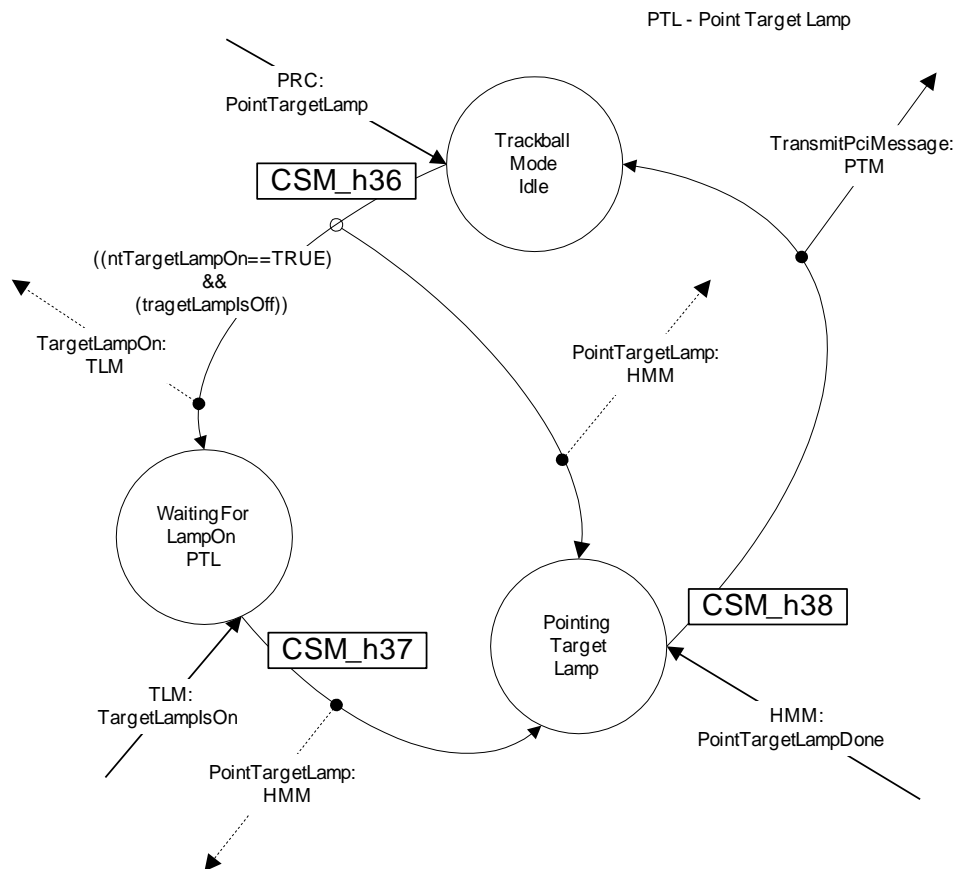 PTL - Point Target Lamp
PRC:
PointTargetLamp
Trackball
Mode
Idle
TransmitPciMessage:
PTM
CSM_h36
((ntTargetLampOn==TRUE)
&&
(tragetLampIsOff))
TargetLampOn:
TLM
PointTargetLamp:
HMM
WaitingFor
LampOn
PTL
CSM_h38
Pointing
Target
Lamp
CSM_h37
TLM:
TargetLampIsOn
HMM:
PointTargetLampDone
PointTargetLamp:
HMM